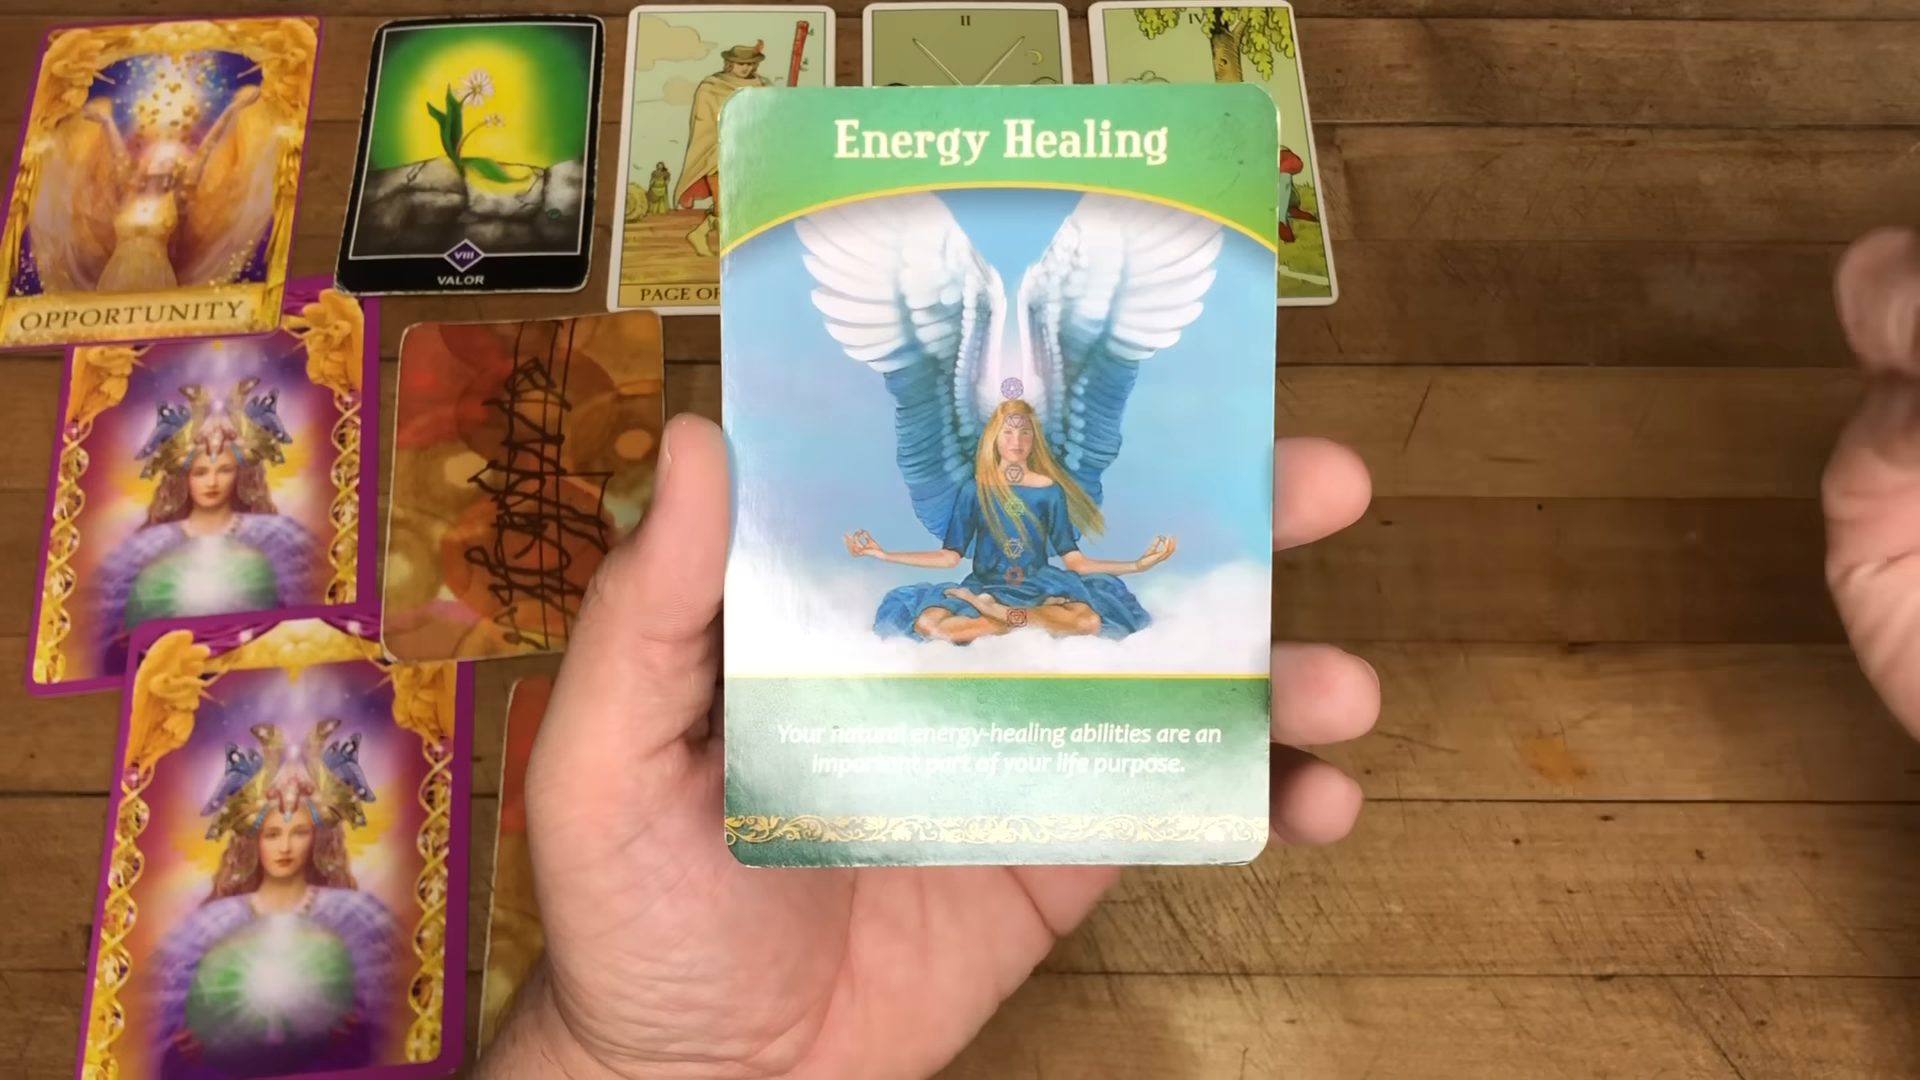 II
IV
OPPORTUNITY
VIII
VALOR
PAGE OF
Energy Healing
Your natural energy-healing abilities are an
important part of your life purpose.